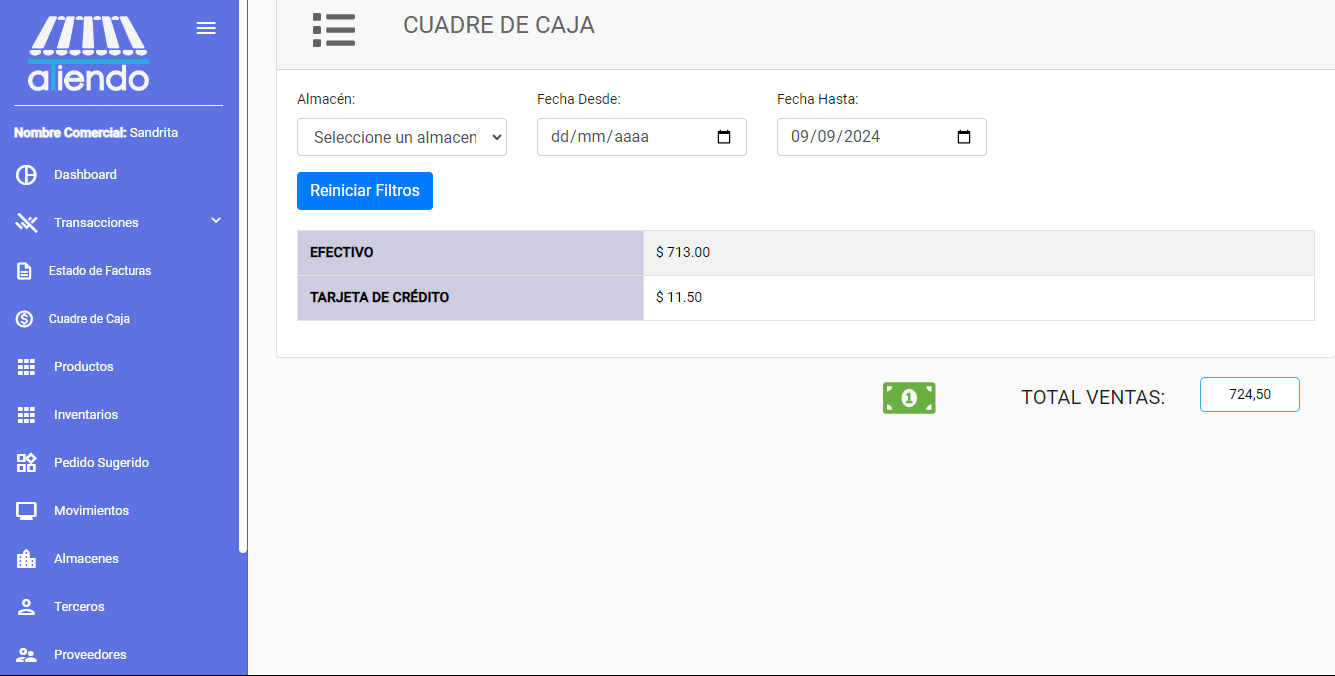 aTiendo
Nombre Comercial: Sandrita
Dashboard
Transacciones
Estado de Facturas
Cuadre de Caja
Productos
Inventarios
Pedido Sugerido
Movimientos
Almacenes
Terceros
Proveedores
CUADRE DE CAJA
Almacén: Fecha Desde: Fecha Hasta:
Seleccione un almacen dd/mm/aaaa 09/09/2024
Reiniciar Filtros
EFECTIVO $ 713.00
TARJETA DE CRÉDITO $ 11.50
1 TOTAL VENTAS: 724,50